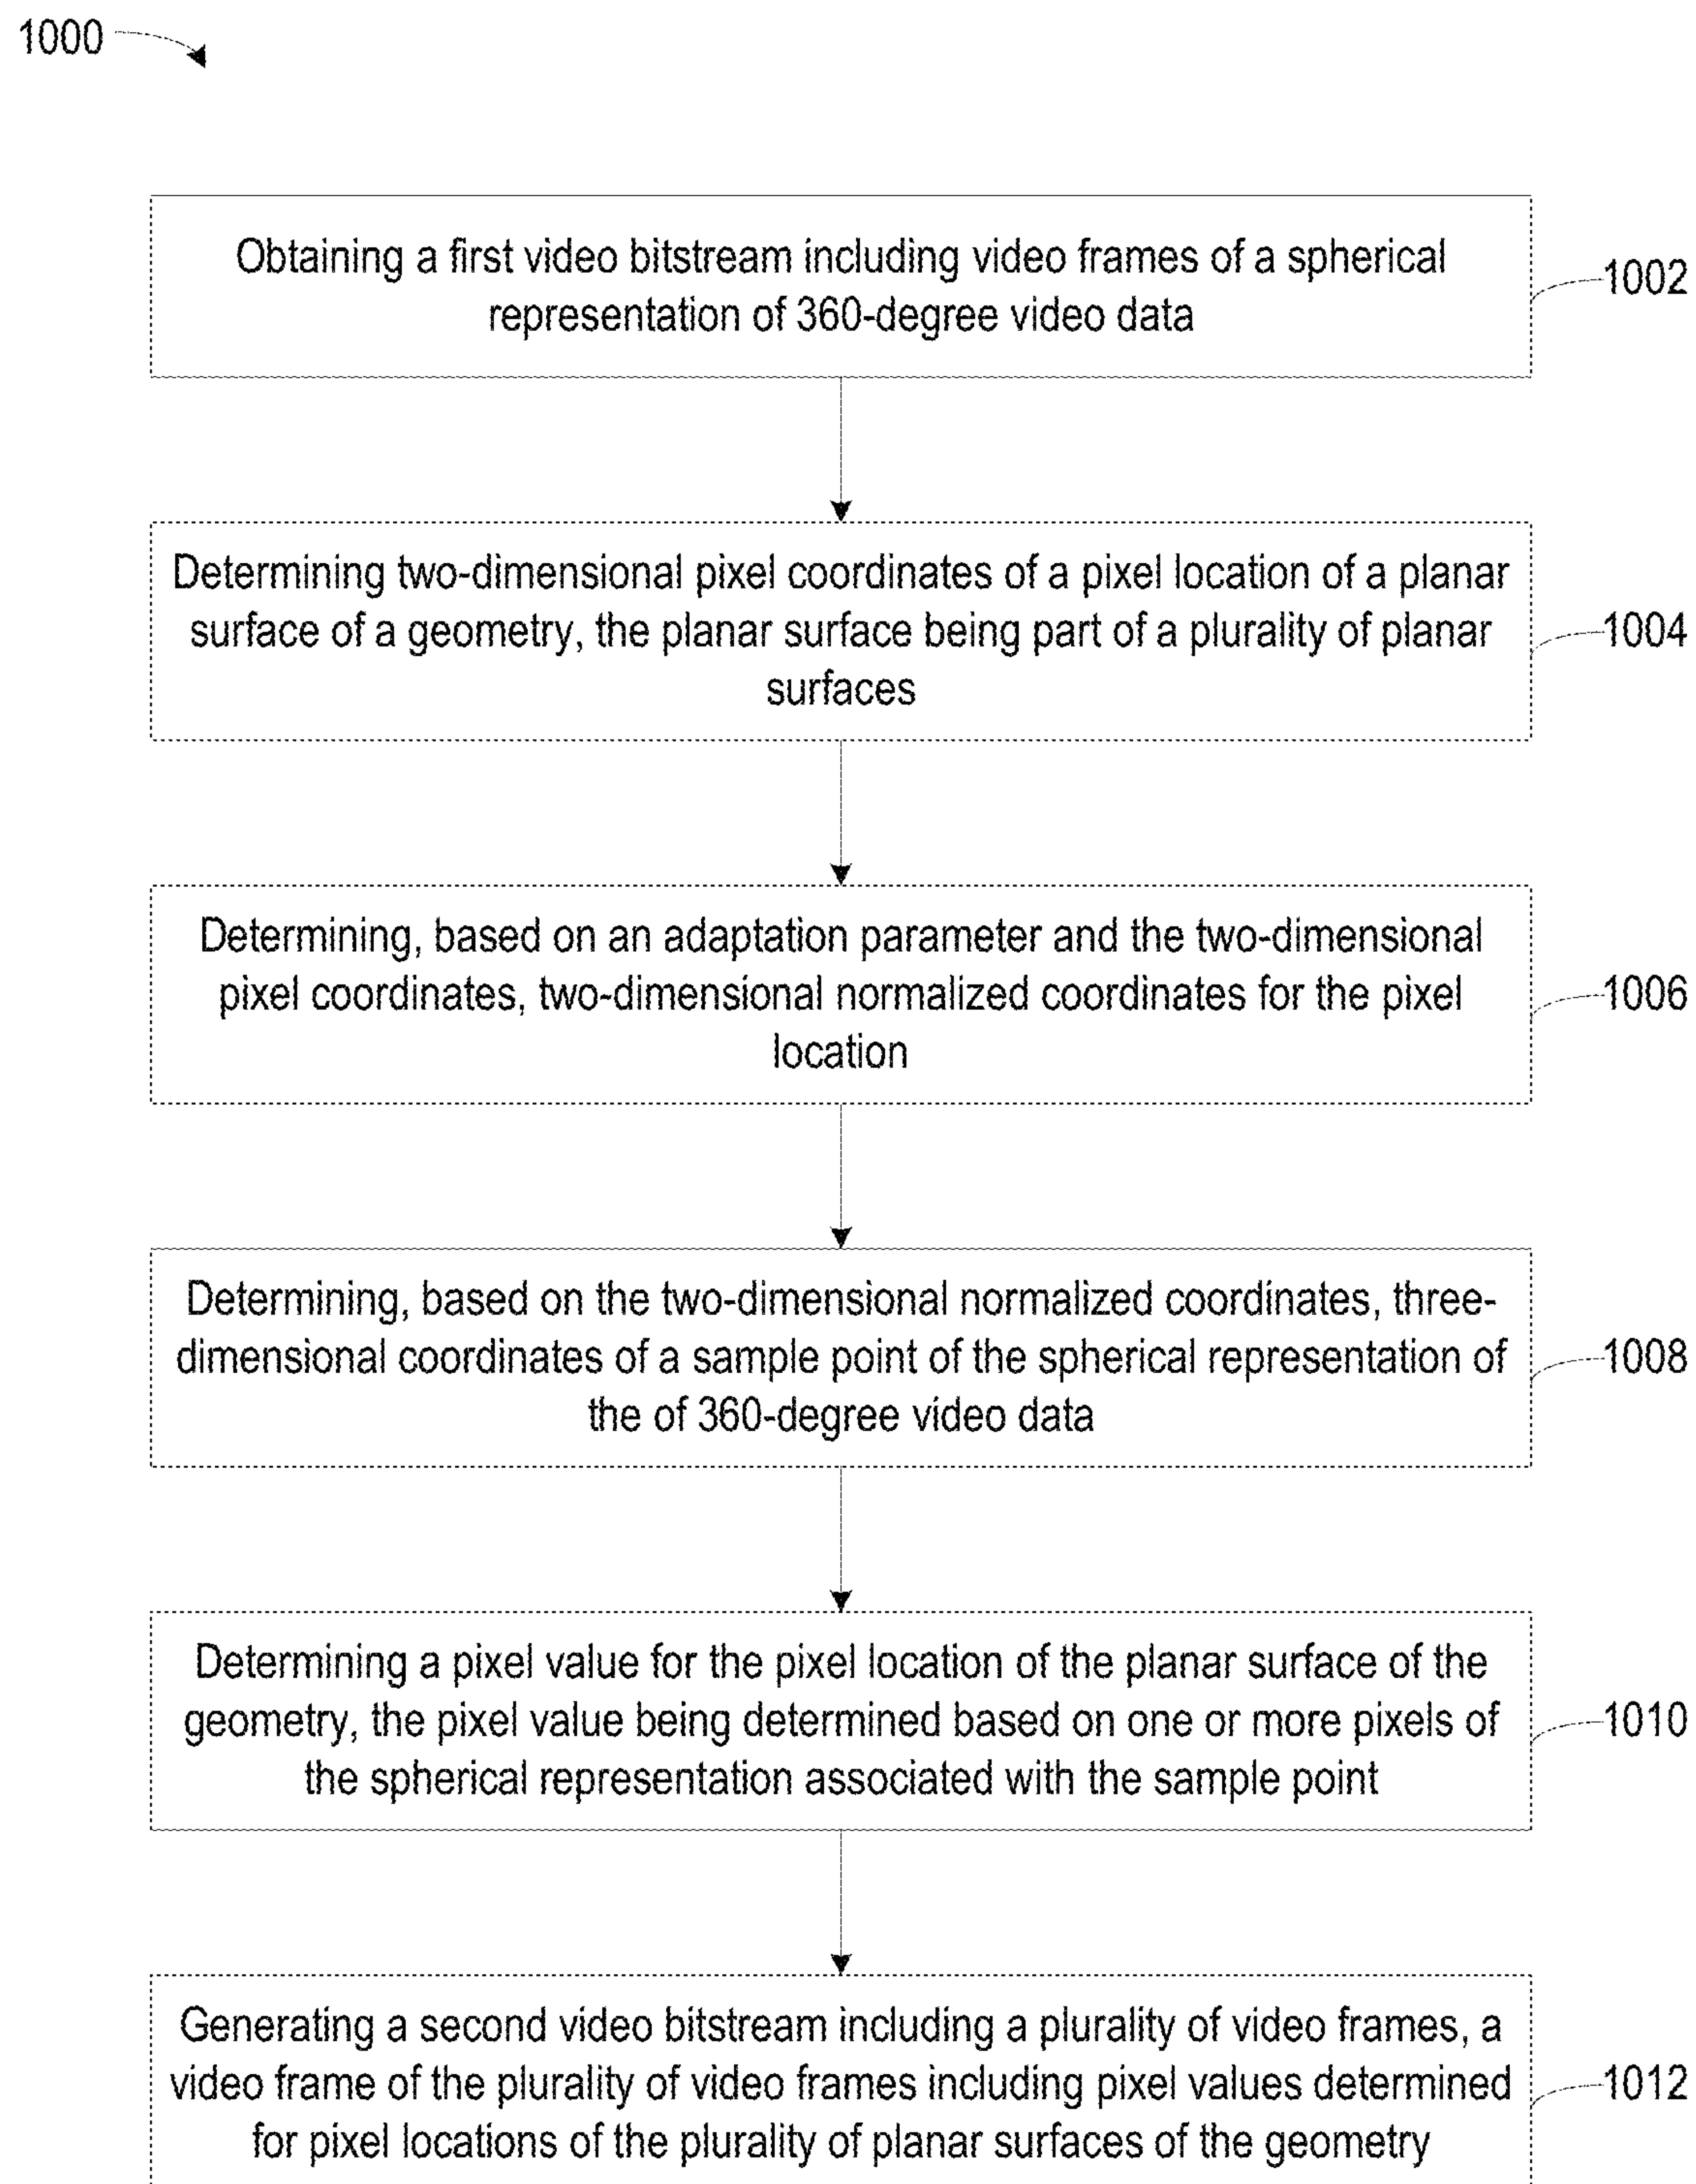 1000
Obtaining a first video bitstream including video frames of a spherical
representation of 360-degree video data
1002
Determining two-dimensional pixel coordinates of a pixel location of a planar
surface of a geometry, the planar surface being part of a plurality of planar
surfaces
1004
Determining, based on an adaptation parameter and the two-dimensional
pixel coordinates, two-dimensional normalized coordinates for the pixel
location
1006
Determining, based on the two-dimensional normalized coordinates, three-
dimensional coordinates of a sample point of the spherical representation of
the of 360-degree video data
1008
Determining a pixel value for the pixel location of the planar surface of the
geometry, the pixel value being determined based on one or more pixels of
the spherical representation associated with the sample point
1010
Generating a second video bitstream including a plurality of video frames, a
video frame of the plurality of video frames including pixel values determined
for pixel locations of the plurality of planar surfaces of the geometry
1012